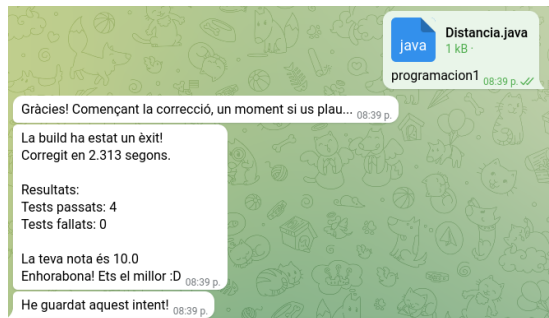 java
Distancia.java
1 kB ·
programacion1 08:39 p.
Gràcies! Començant la correcció, un moment si us plau... 08:39 p.
La build ha estat un èxit!
Corregit en 2.313 segons.
Resultats:
Tests passats: 4
Tests fallats: 0
La teva nota és 10.0
Enhorabona! Ets el millor :D 08:39 p.
He guardat aquest intent! 08:39 p.